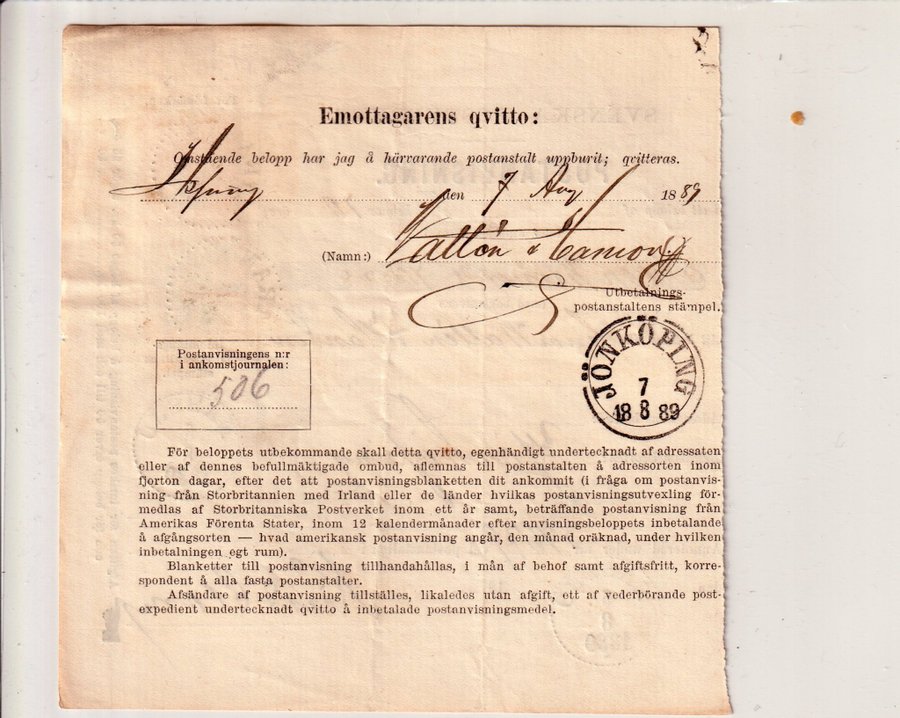 Emottagarens qvitto:
Omstående belopp har jag å härvarande postanstalt uppburit; qvitteras.
den 7 Aug 1889
(Namn:)
Utbetalnings-
postanstaltens stämpel.
Postanvisningens n:r
i ankomstjournalen:
506
JÖNKÖPING
7
18 8 89
För beloppets utbekommande skall detta qvitto, egenhändigt undertecknadt af adressaten
eller af dennes befullmäktigade ombud, aflemnas till postanstalten å adressorten inom
fjorton dagar, efter det att postanvisningsblanketten dit ankommit (i fråga om postanvis-
ning från Storbritannien med Irland eller de länder hvilkas postanvisningsutvexling för-
medlas af Storbritanniska Postverket inom ett år samt, beträffande postanvisning från
Amerikas Förenta Stater, inom 12 kalendermånader efter anvisningsbeloppets inbetalande
å afgångsorten — hvad amerikansk postanvisning angår, den månad oräknad, under hvilken
inbetalningen egt rum).
Blanketter till postanvisning tillhandahållas, i mån af behof samt afgiftsfritt, korre-
spondent å alla fasta postanstalter.
Afsändare af postanvisning tillställes, likaledes utan afgift, ett af vederbörande post-
expedient undertecknadt qvitto å inbetalade postanvisningsmedel.